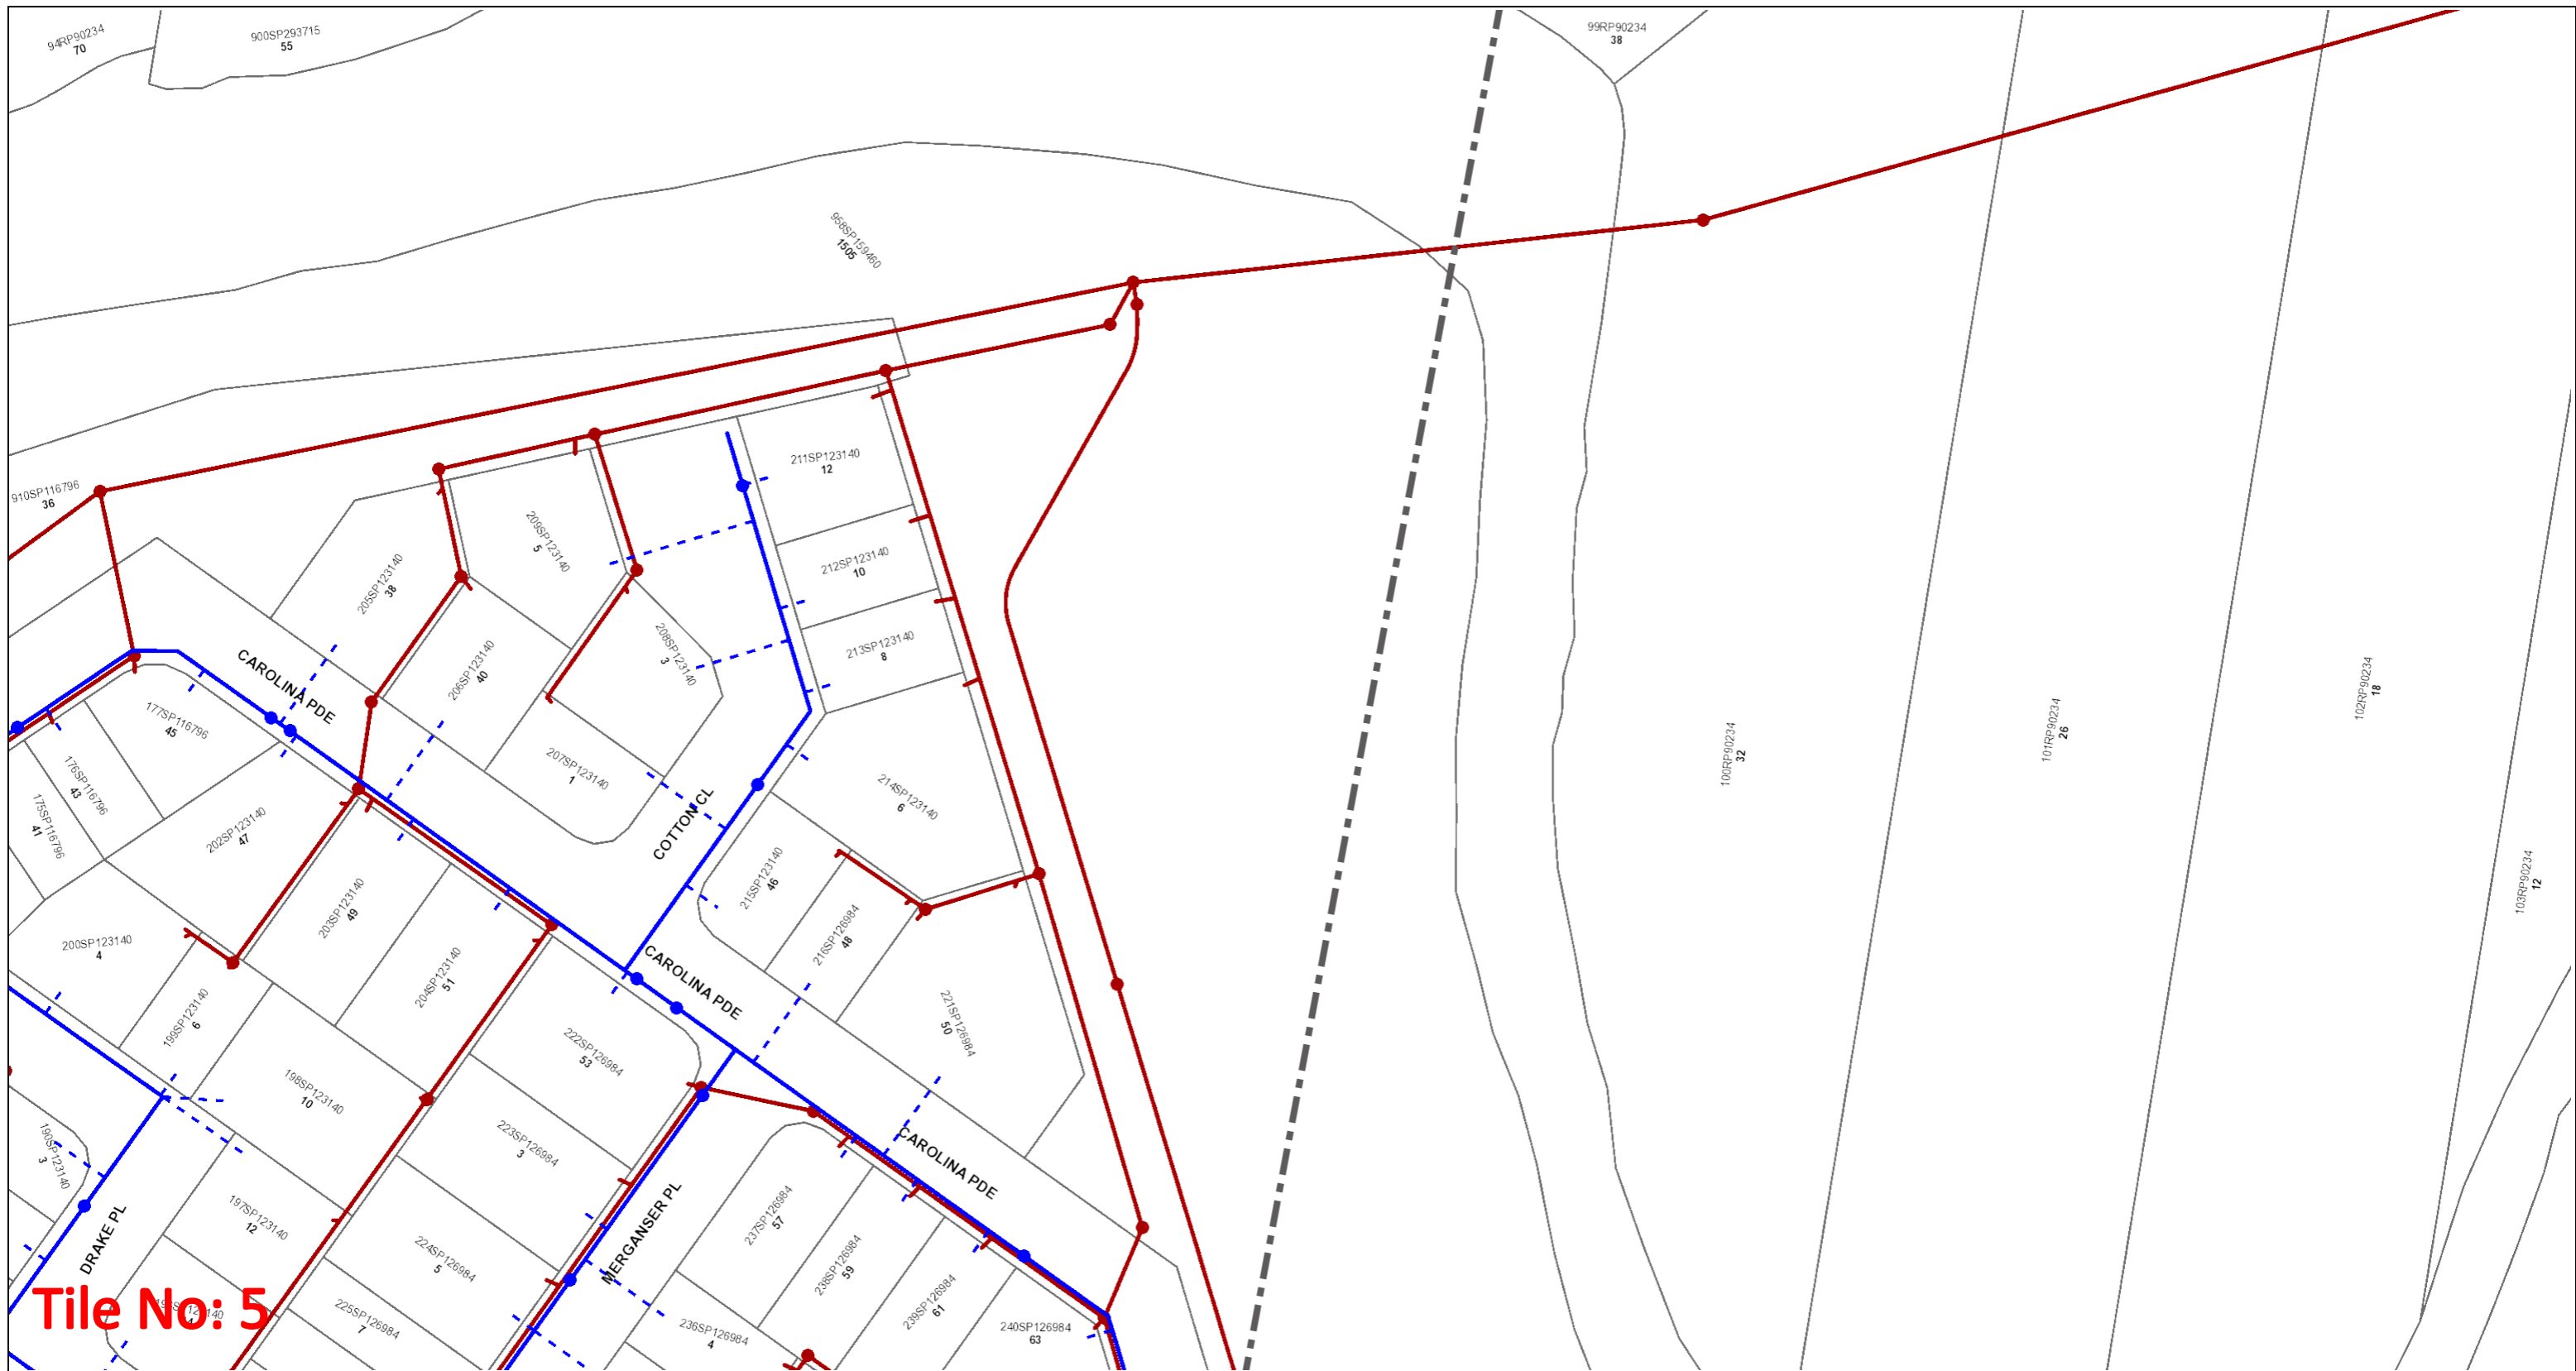 94RP90234
70
900SP293715
55
99RP90234
38
958SP159460
1505
910SP116796
36
211SP123140
12
209SP123140
5
212SP123140
10
205SP123140
38
206SP123140
40
208SP123140
3
213SP123140
8
CAROLINA PDE
177SP116796
45
207SP123140
1
176SP116796
43
175SP116796
41
202SP123140
47
COTTON CL
214SP123140
6
215SP123140
46
203SP123140
49
216SP126984
48
200SP123140
4
204SP123140
51
CAROLINA PDE
221SP126984
50
199SP123140
6
222SP126984
53
198SP123140
10
190SP123140
3
223SP126984
3
CAROLINA PDE
197SP123140
12
DRAKE PL
224SP126984
5
MERGANSER PL
237SP126984
57
238SP126984
59
239SP126984
61
240SP126984
63
225SP126984
7
236SP126984
4
100RP90234
32
101RP90234
26
102RP90234
18
103RP90234
12
Tile No: 5